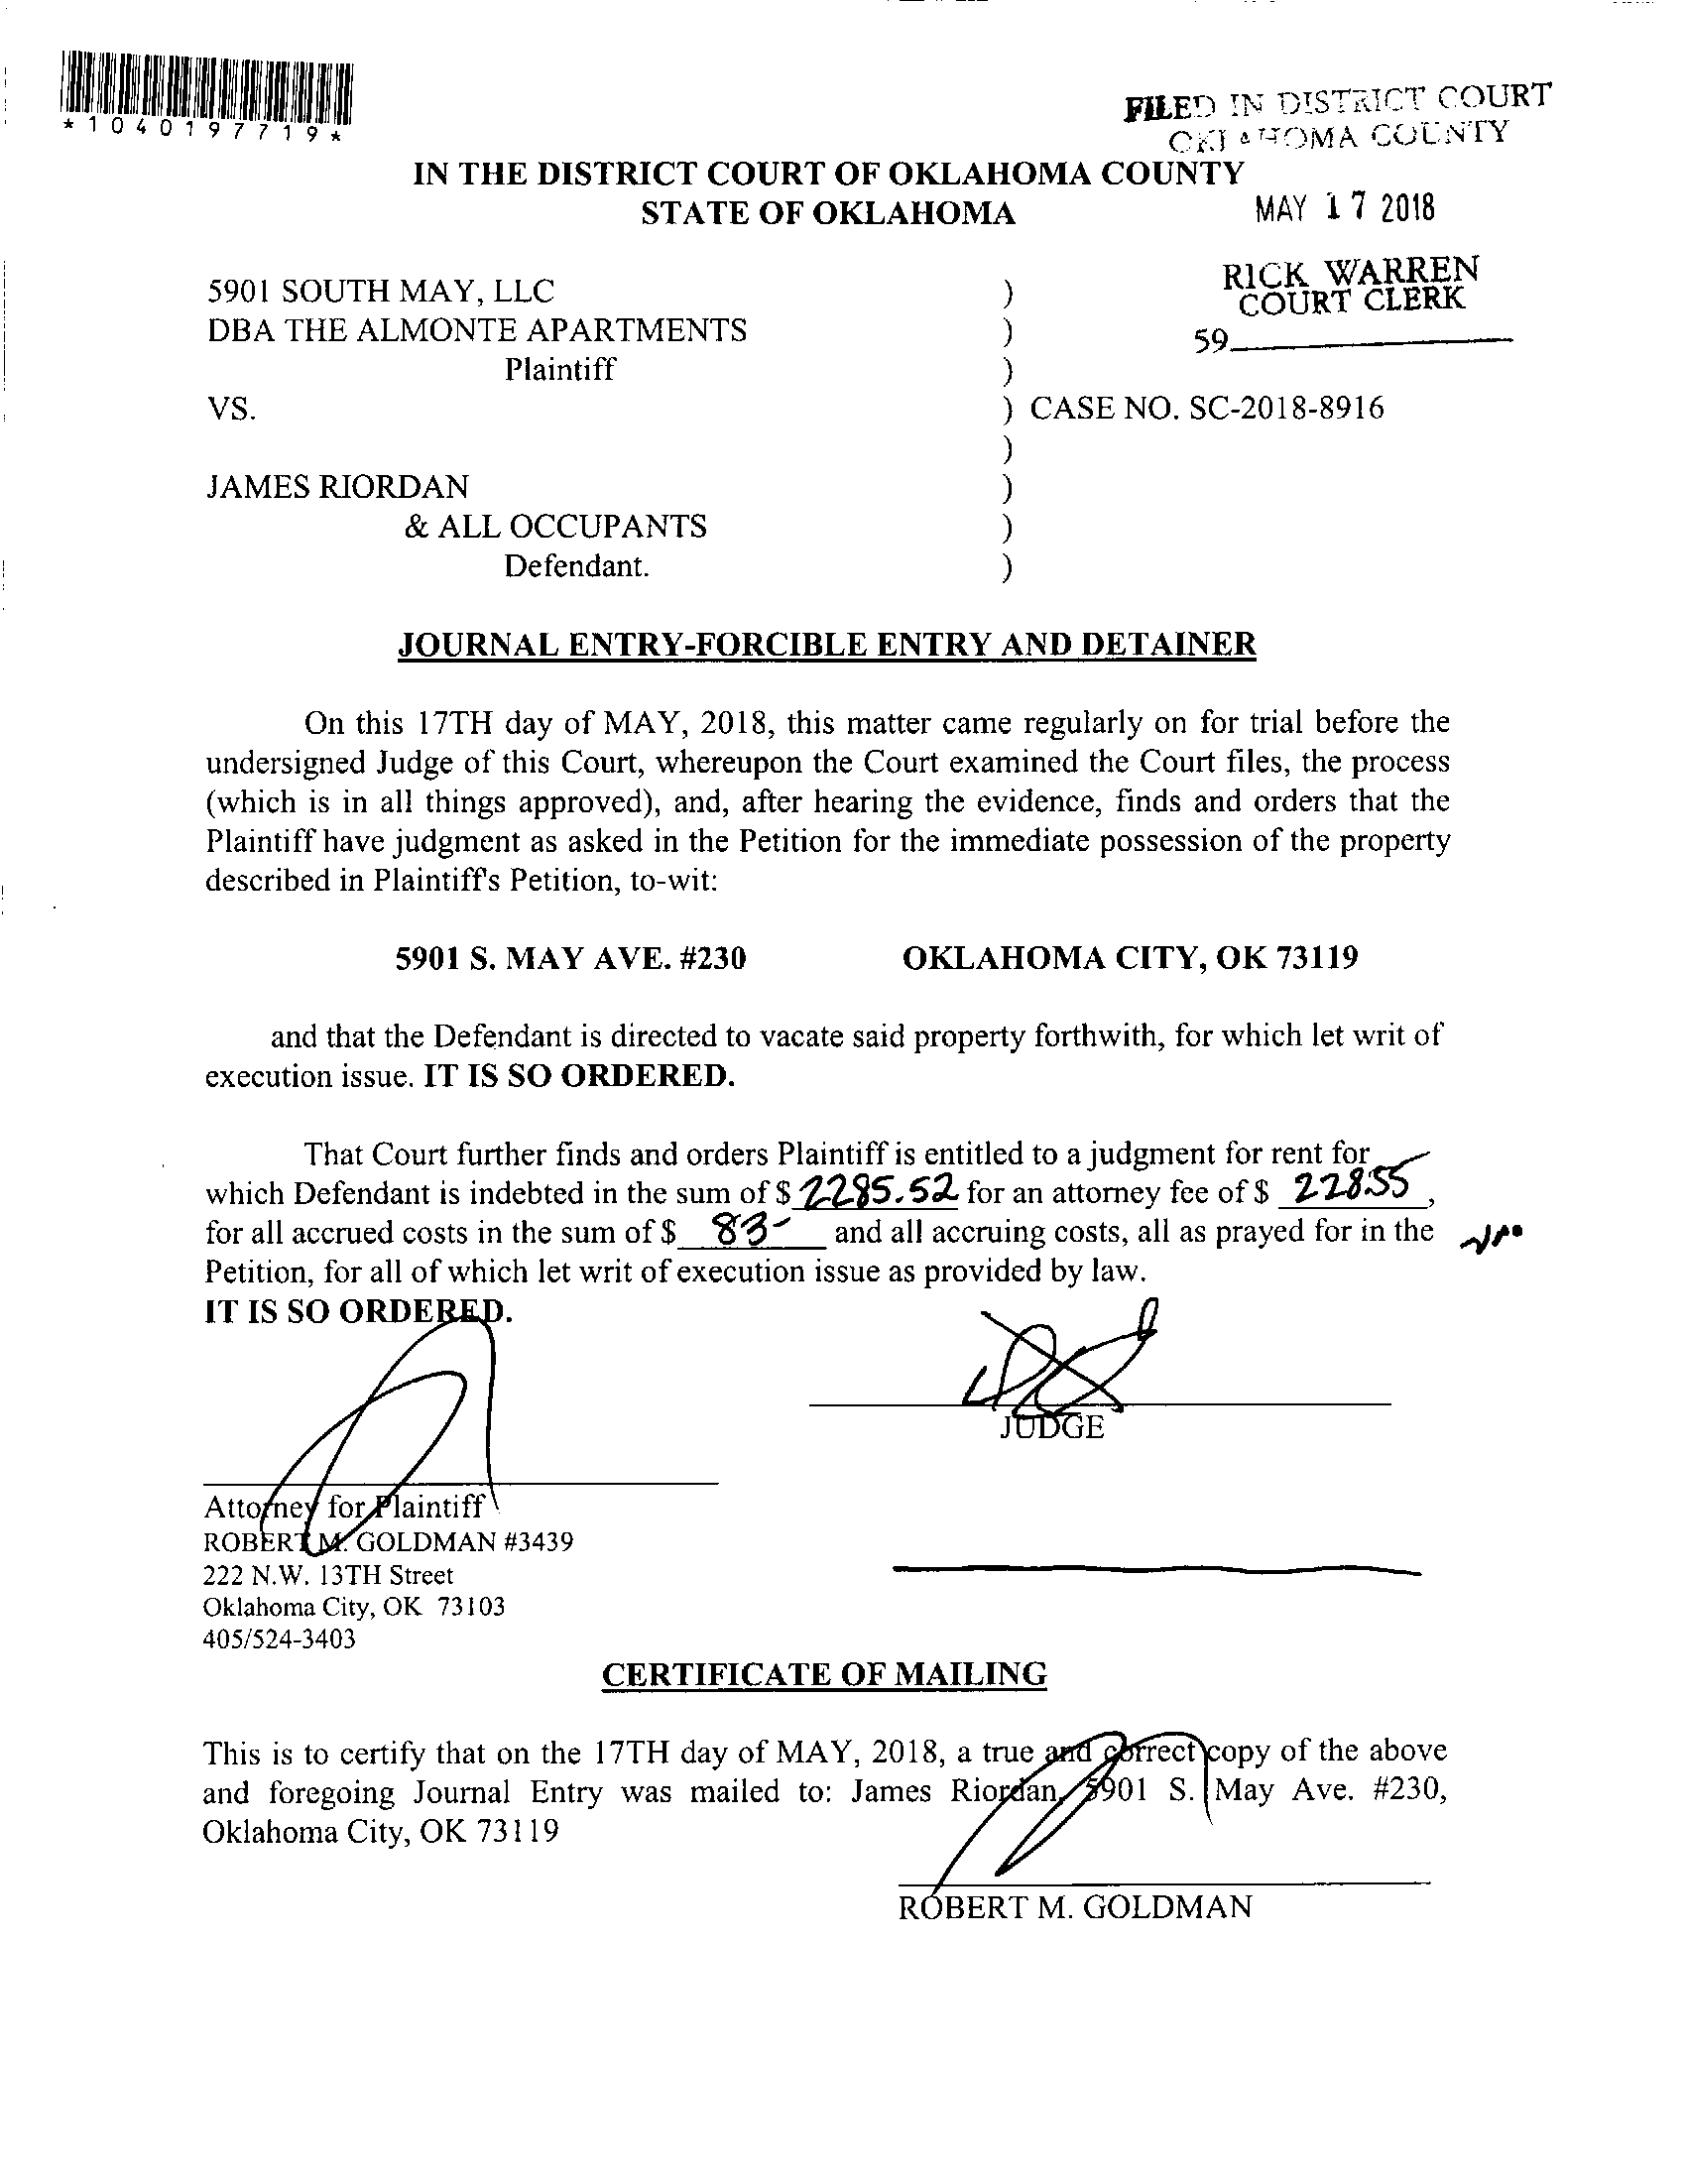 *1040197719*
FILED IN DISTRICT COURT
OKLAHOMA COUNTY
IN THE DISTRICT COURT OF OKLAHOMA COUNTY
STATE OF OKLAHOMA
MAY 17 2018
RICK WARREN
COURT CLERK
59
5901 SOUTH MAY, LLC )
DBA THE ALMONTE APARTMENTS )
Plaintiff )
VS. ) CASE NO. SC-2018-8916
)
JAMES RIORDAN )
& ALL OCCUPANTS )
Defendant. )
JOURNAL ENTRY-FORCIBLE ENTRY AND DETAINER
On this 17TH day of MAY, 2018, this matter came regularly on for trial before the
undersigned Judge of this Court, whereupon the Court examined the Court files, the process
(which is in all things approved), and, after hearing the evidence, finds and orders that the
Plaintiff have judgment as asked in the Petition for the immediate possession of the property
described in Plaintiff's Petition, to-wit:
5901 S. MAY AVE. #230 OKLAHOMA CITY, OK 73119
and that the Defendant is directed to vacate said property forthwith, for which let writ of
execution issue. IT IS SO ORDERED.
That Court further finds and orders Plaintiff is entitled to a judgment for rent for
which Defendant is indebted in the sum of $ 2285.52 for an attorney fee of $ 228.55,
for all accrued costs in the sum of $ 83- and all accruing costs, all as prayed for in the
Petition, for all of which let writ of execution issue as provided by law.
IT IS SO ORDERED.
JUDGE
Attorney for Plaintiff
ROBERT M. GOLDMAN #3439
222 N.W. 13TH Street
Oklahoma City, OK 73103
405/524-3403
CERTIFICATE OF MAILING
This is to certify that on the 17TH day of MAY, 2018, a true and correct copy of the above
and foregoing Journal Entry was mailed to: James Riordan, 5901 S. May Ave. #230,
Oklahoma City, OK 73119
ROBERT M. GOLDMAN